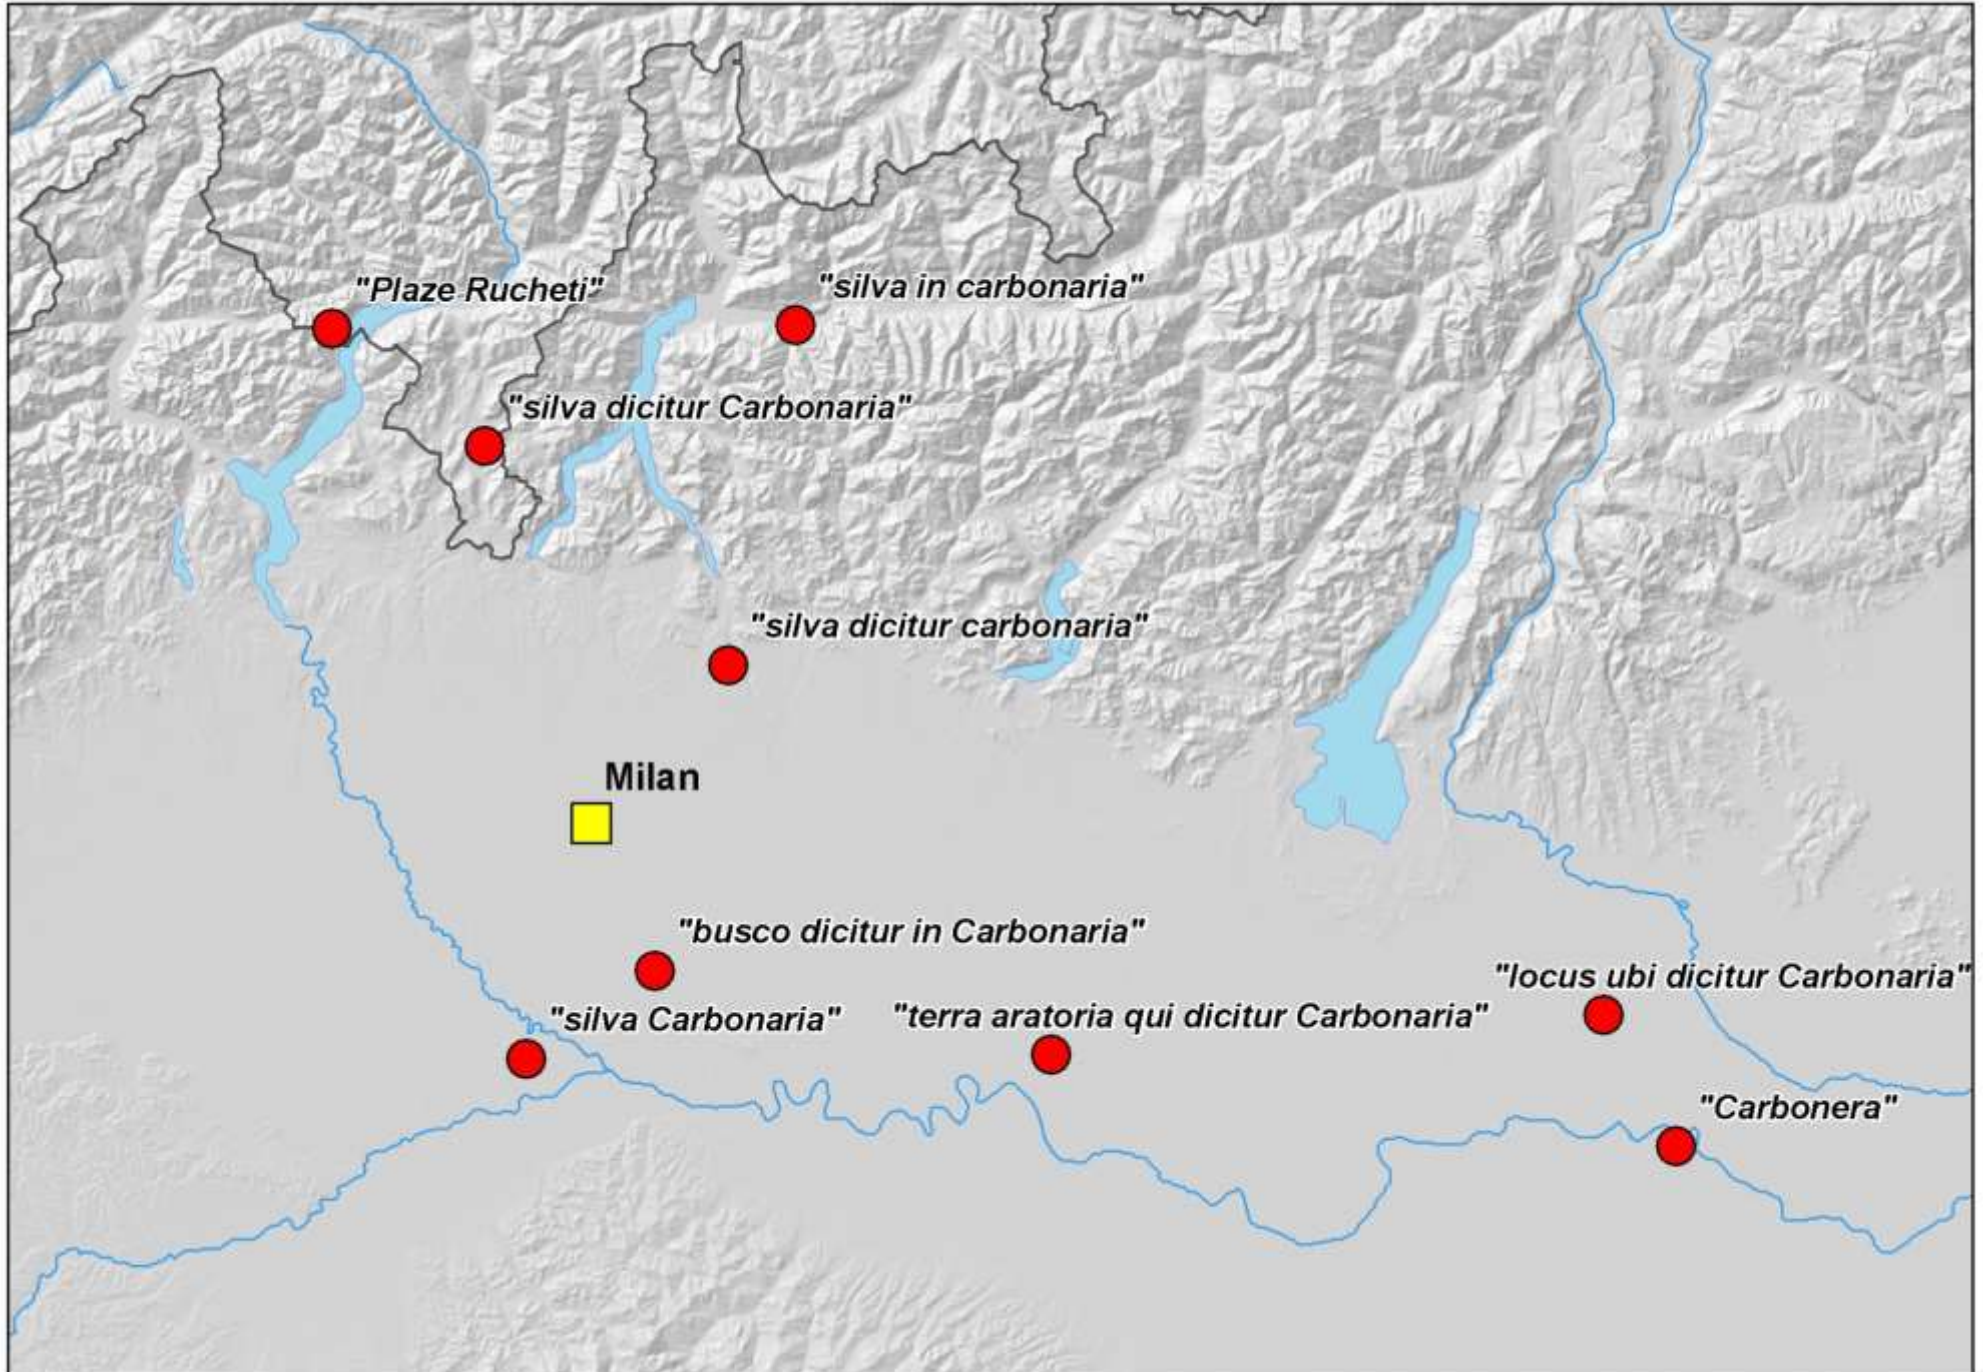 "Plaze Rucheti"
"silva in carbonaria"
"silva dicitur Carbonaria"
"silva dicitur carbonaria"
Milan
"busco dicitur in Carbonaria"
"silva Carbonaria"
"terra aratoria qui dicitur Carbonaria"
"locus ubi dicitur Carbonaria"
"Carbonera"